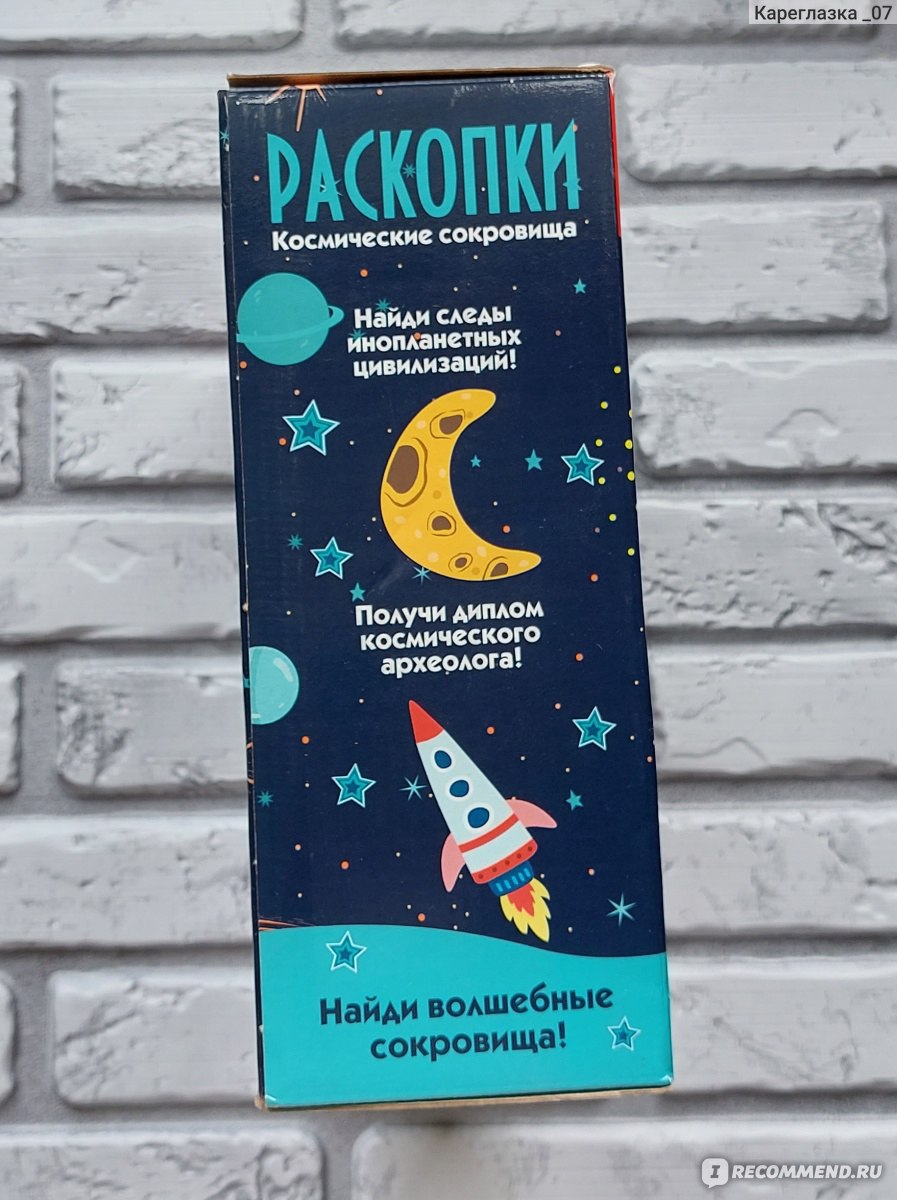 Кареглазка _07
РАСКОПКИ
Космические сокровища
Найди следы
инопланетных
цивилизаций!
Получи диплом
космического
археолога!
Найди волшебные
сокровища!
I RECOMMEND.RU